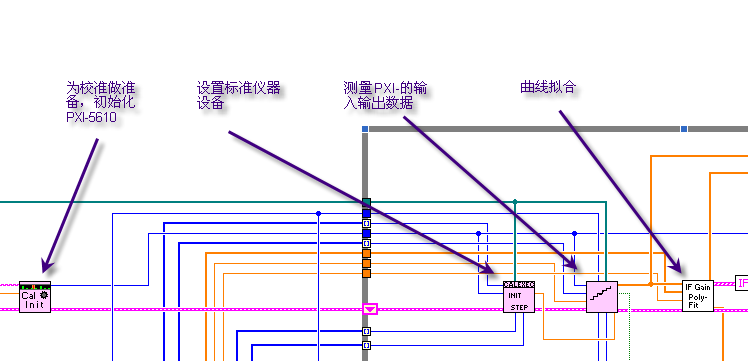 为校准做准
备，初始化
PXI-5610
设置标准仪器
设备
测量PXI-的输
入输出数据
曲线拟合
Cal
Init
CALEXEC
INIT
STEP
IF Gain
Poly-
Fit
IF